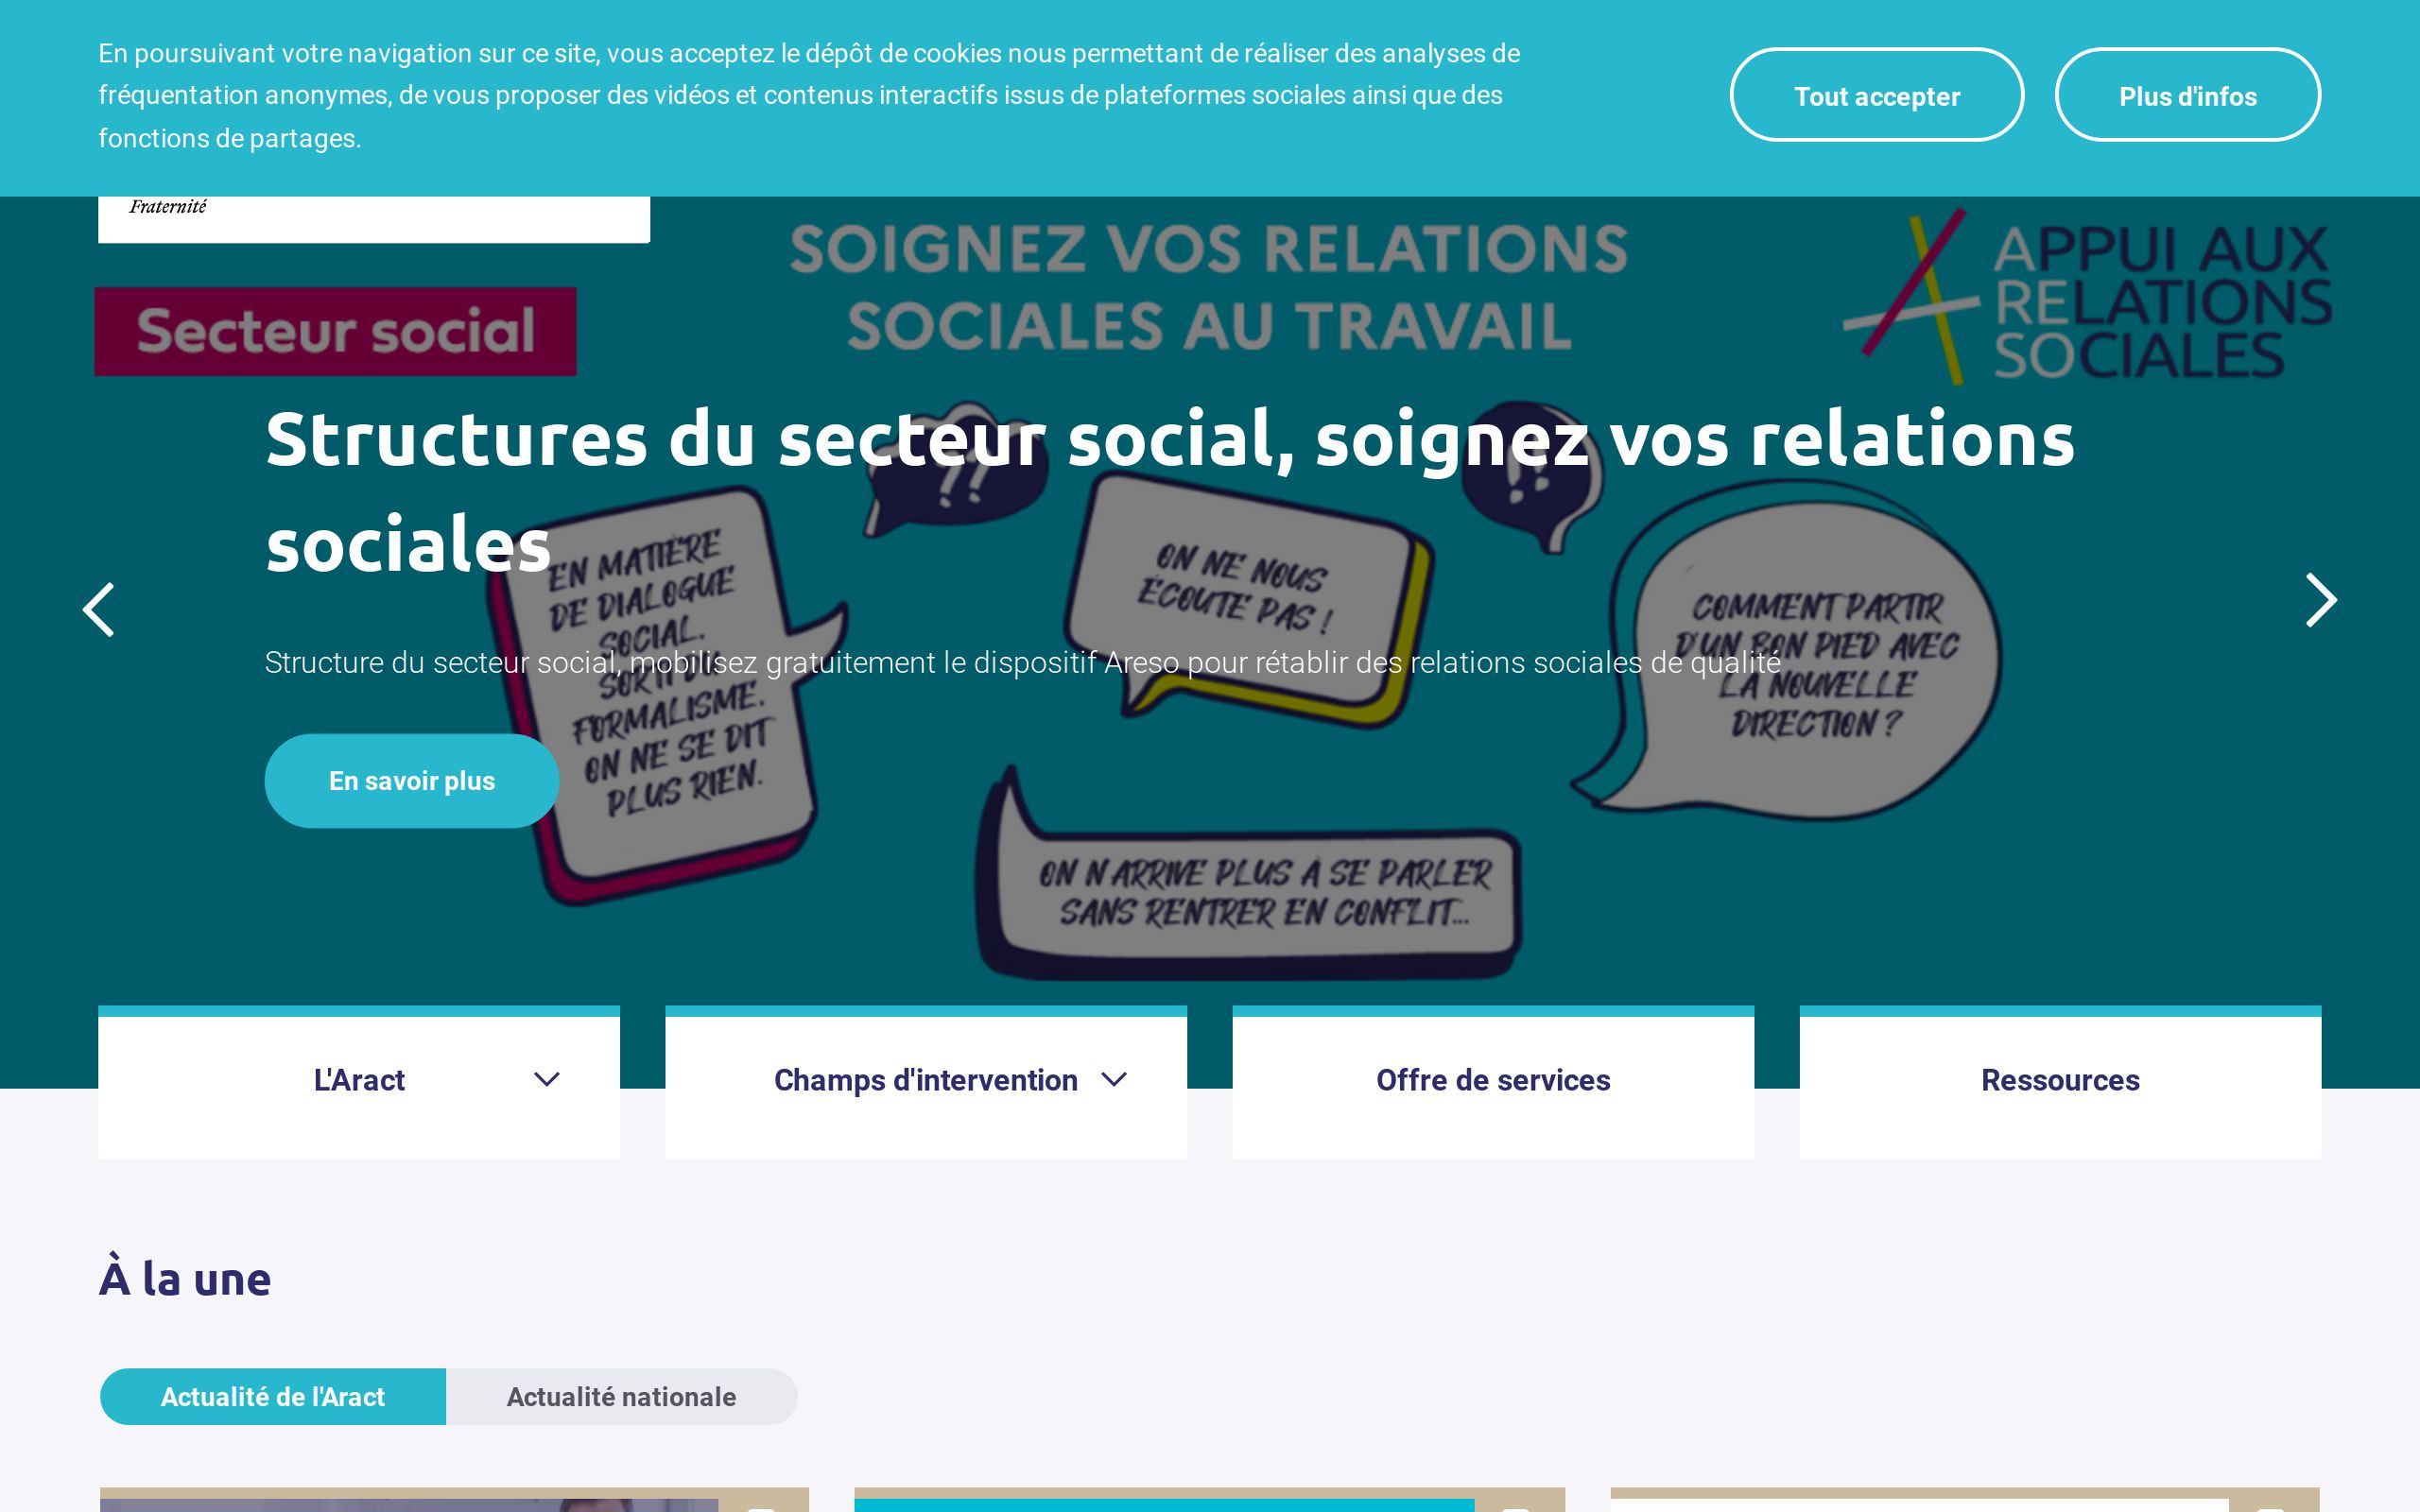 En poursuivant votre navigation sur ce site, vous acceptez le dépôt de cookies nous permettant de réaliser des analyses de
fréquentation anonymes, de vous proposer des vidéos et contenus interactifs issus de plateformes sociales ainsi que des
fonctions de partages.
Tout accepter
Plus d'infos
Fraternité
SOIGNEZ VOS RELATIONS
SOCIALES AU TRAVAIL
Secteur social
APPUI AUX
RELATIONS
SOCIALES
Structures du secteur social, soignez vos relations
sociales
??
!!
EN MATIÈRE
DE DIALOGUE
SOCIAL.
FORMALISME.
ON NE SE DIT
PLUS RIEN.
ON NE NOUS
ÉCOUTE PAS !
COMMENT PARTIR
D'UN BON PIED AVEC
LA NOUVELLE
DIRECTION ?
Structure du secteur social, mobilisez gratuitement le dispositif Areso pour rétablir des relations sociales de qualité
En savoir plus
ON N'ARRIVE PLUS À SE PARLER
SANS RENTRER EN CONFLIT...
L'Aract
Champs d'intervention
Offre de services
Ressources
À la une
Actualité de l'Aract
Actualité nationale